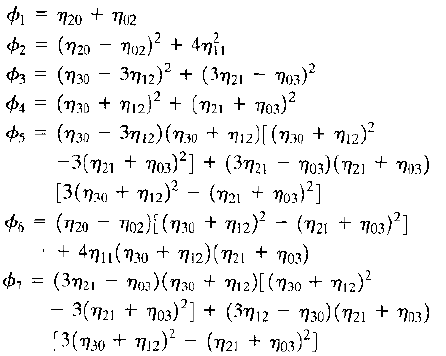 ϕ₁ = η₂₀ + η₀₂
ϕ₂ = (η₂₀ − η₀₂)² + 4η₁₁²
ϕ₃ = (η₃₀ − 3η₁₂)² + (3η₂₁ − η₀₃)²
ϕ₄ = (η₃₀ + η₁₂)² + (η₂₁ + η₀₃)²
ϕ₅ = (η₃₀ − 3η₁₂)(η₃₀ + η₁₂)[(η₃₀ + η₁₂)²
−3(η₂₁ + η₀₃)²] + (3η₂₁ − η₀₃)(η₂₁ + η₀₃)
[3(η₃₀ + η₁₂)² − (η₂₁ + η₀₃)²]
ϕ₆ = (η₂₀ − η₀₂)[(η₃₀ + η₁₂)² − (η₂₁ + η₀₃)²]
+ 4η₁₁(η₃₀ + η₁₂)(η₂₁ + η₀₃)
ϕ₇ = (3η₂₁ − η₀₃)(η₃₀ + η₁₂)[(η₃₀ + η₁₂)²
− 3(η₂₁ + η₀₃)²] + (3η₁₂ − η₃₀)(η₂₁ + η₀₃)
[3(η₃₀ + η₁₂)² − (η₂₁ + η₀₃)²]